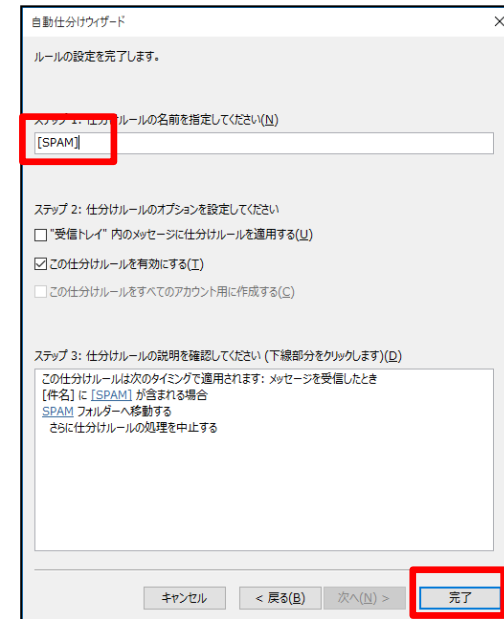 自動仕分けウィザード
ルールの設定を完了します。
ステップ 1: 仕分けルールの名前を指定してください(N)
[SPAM]
ステップ 2: 仕分けルールのオプションを設定してください
"受信トレイ" 内のメッセージに仕分けルールを適用する(U)
この仕分けルールを有効にする(T)
この仕分けルールをすべてのアカウント用に作成する(C)
ステップ 3: 仕分けルールの説明を確認してください (下線部分をクリックします)(D)
この仕分けルールは次のタイミングで適用されます: メッセージを受信したとき
[件名] に [SPAM] が含まれる場合
SPAM フォルダーへ移動する
さらに仕分けルールの処理を中止する
キャンセル < 戻る(B) 次へ(N) > 完了